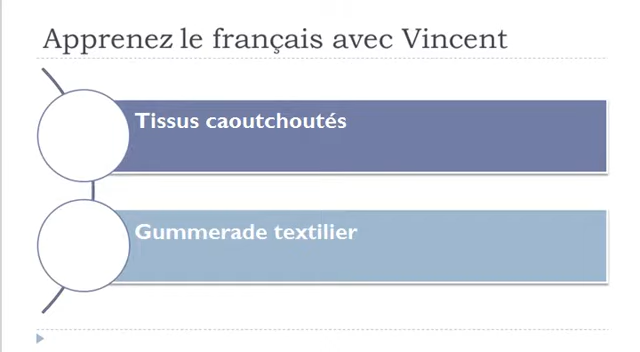 Apprenez le français avec Vincent
Tissus caoutchoutés
Gummerade textilier